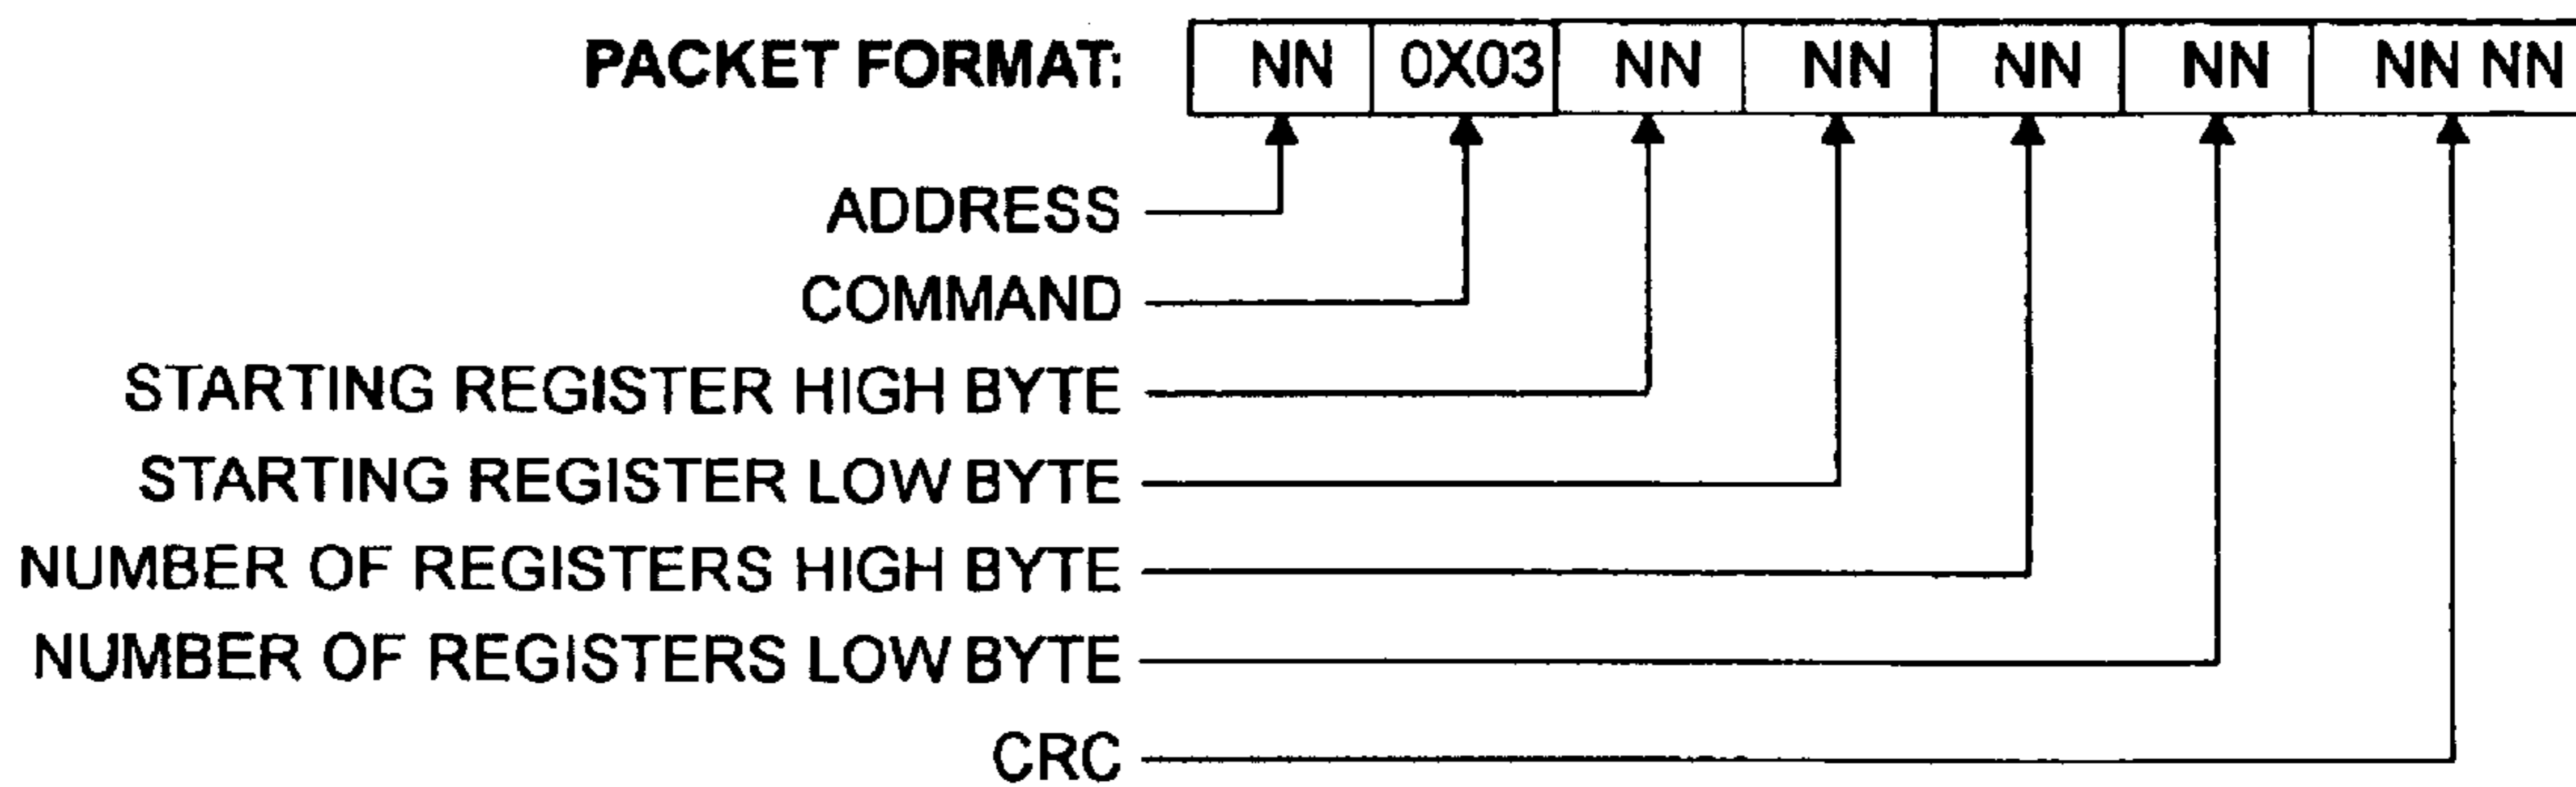 PACKET FORMAT: NN 0X03 NN NN NN NN NN NN
ADDRESS
COMMAND
STARTING REGISTER HIGH BYTE
STARTING REGISTER LOW BYTE
NUMBER OF REGISTERS HIGH BYTE
NUMBER OF REGISTERS LOW BYTE
CRC